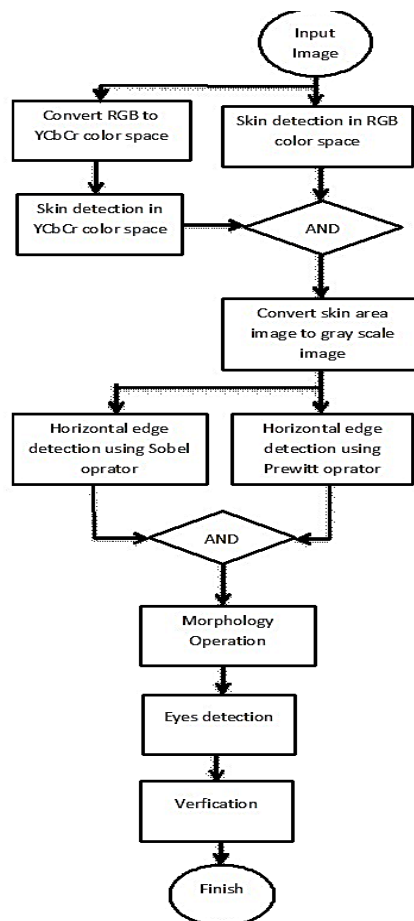 Input
Image
Convert RGB to
YCbCr color space
Skin detection in RGB
color space
Skin detection in
YCbCr color space
AND
Convert skin area
image to gray scale
image
Horizontal edge
detection using Sobel
oprator
Horizontal edge
detection using
Prewitt oprator
AND
Morphology
Operation
Eyes detection
Verfication
Finish